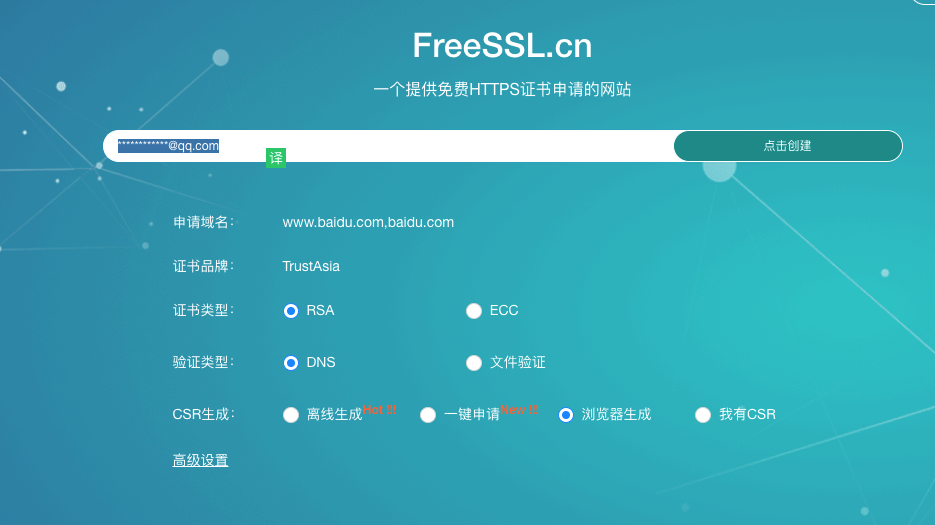 FreeSSL.cn
一个提供免费HTTPS证书申请的网站
***********@qq.com 点击创建
译
申请域名： www.baidu.com,baidu.com
证书品牌： TrustAsia
证书类型： RSA ECC
验证类型： DNS 文件验证
CSR生成： 离线生成Hot !!! 一键申请New !!! 浏览器生成 我有CSR
高级设置